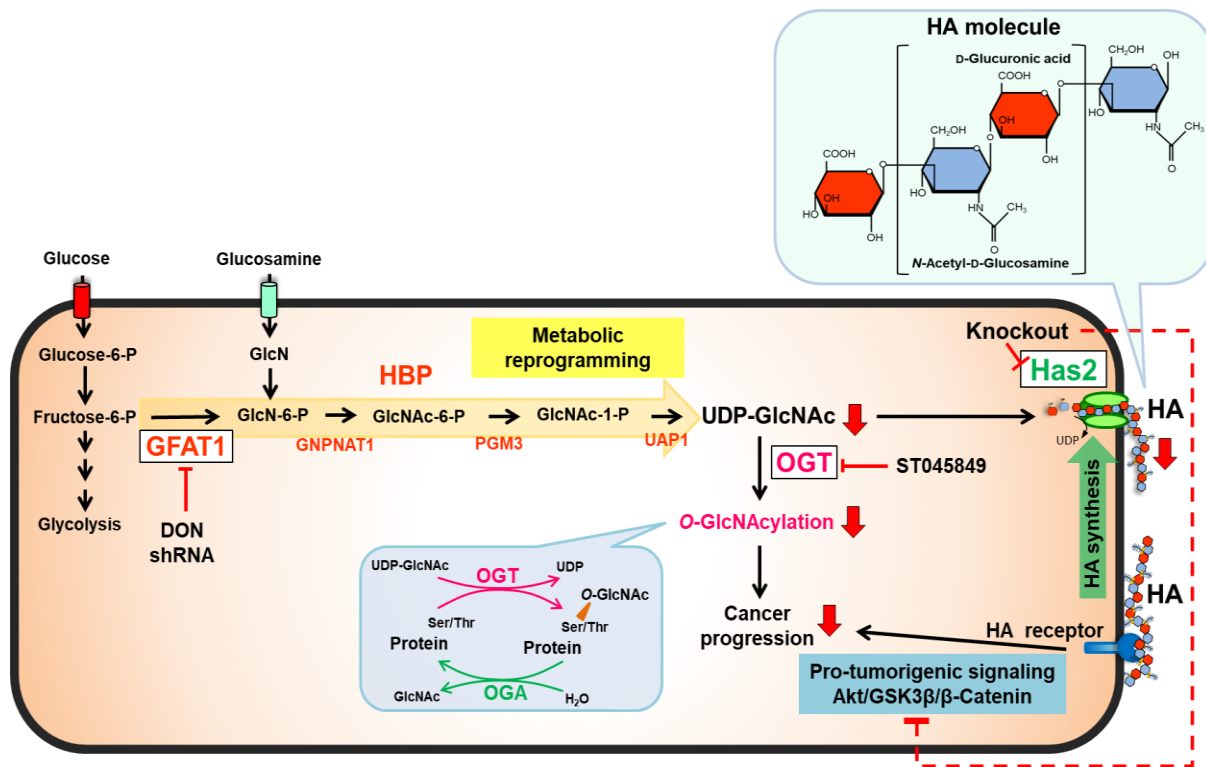 HA molecule
D-Glucuronic acid
COOH
OH
HO
OH
CH₂OH
HO
NH
CH₃
O
COOH
OH
HO
OH
CH₂OH
OH
HO
NH
CH₃
O
O
N-Acetyl-D-Glucosamine
Glucose
Glucosamine
Glucose-6-P
GlcN
Fructose-6-P
Glycolysis
HBP
Metabolic
reprogramming
GlcN-6-P
GlcNAc-6-P
GlcNAc-1-P
UDP-GlcNAc
GFAT1
GNPNAT1
PGM3
UAP1
DON
shRNA
OGT
ST045849
O-GlcNAcylation
Cancer
progression
UDP-GlcNAc
OGT
UDP
O-GlcNAc
Ser/Thr
Ser/Thr
Protein
Protein
GlcNAc
OGA
H₂O
Knockout
Has2
HA
UDP
HA synthesis
HA
HA receptor
Pro-tumorigenic signaling
Akt/GSK3β/β-Catenin